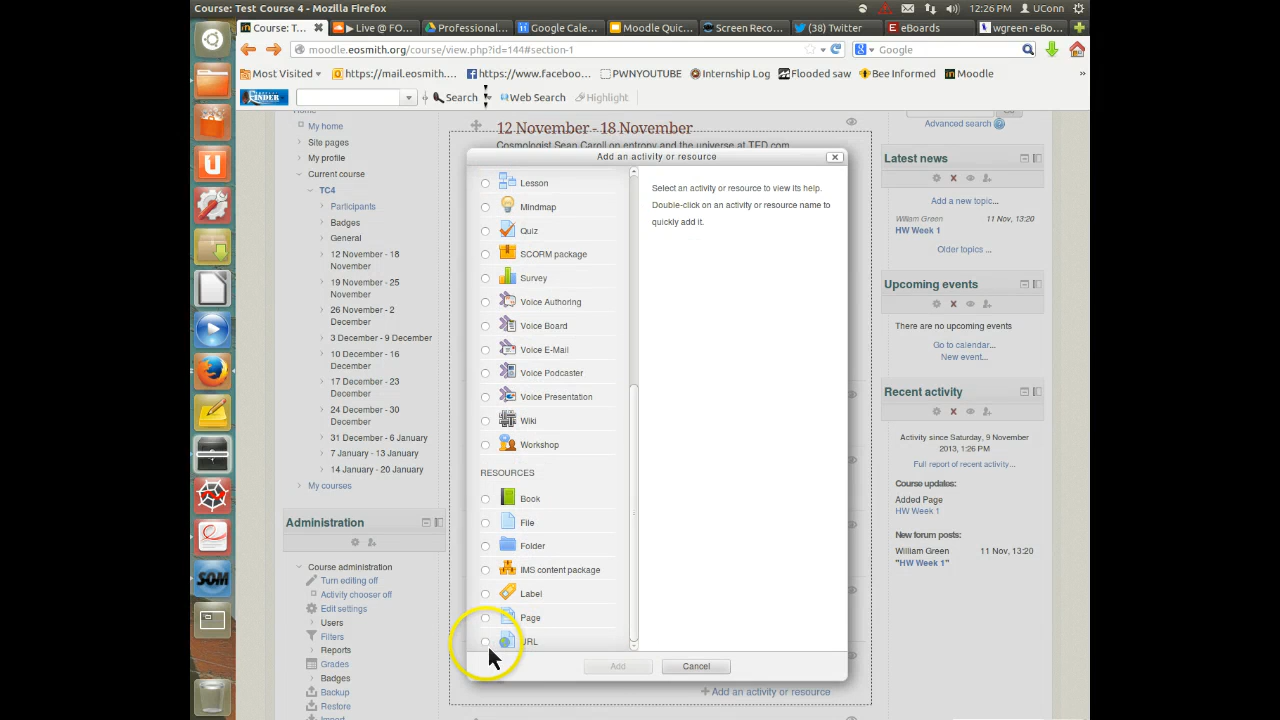 Course: Test Course 4 - Mozilla Firefox
12:26 PM UConn
Course: T... ▶ Live @ FO... Professional... Google Cale... Moodle Quic... Screen Reco... (38) Twitter eBoards wgreen - eBo...
moodle.eosmith.org/course/view.php?id=144#section-1
Google
Most Visited https://mail.eosmith.... https://www.faceboo... PWNYOUTUBE Internship Log Flooded saw Bee Informed Moodle »
FINDER Search Web Search Highlight
My home
Site pages
My profile
Current course
TC4
Participants
Badges
General
12 November - 18
November
19 November - 25
November
26 November - 2
December
3 December - 9 December
10 December - 16
December
17 December - 23
December
24 December - 30
December
31 December - 6 January
7 January - 13 January
14 January - 20 January
My courses
Administration
Course administration
Turn editing off
Activity chooser off
Edit settings
Users
Filters
Reports
Grades
Badges
Backup
Restore
Import
12 November - 18 November
Cosmologist Sean Caroll on entropy and the universe at TED.com
Add an activity or resource
Lesson
Mindmap
Quiz
SCORM package
Survey
Voice Authoring
Voice Board
Voice E-Mail
Voice Podcaster
Voice Presentation
Wiki
Workshop
RESOURCES
Book
File
Folder
IMS content package
Label
Page
URL
Select an activity or resource to view its help.
Double-click on an activity or resource name to
quickly add it.
Add Cancel
Add an activity or resource
Advanced search
Latest news
Add a new topic...
William Green 11 Nov, 13:20
HW Week 1
Older topics ...
Upcoming events
There are no upcoming events
Go to calendar...
New event...
Recent activity
Activity since Saturday, 9 November
2013, 1:26 PM
Full report of recent activity...
Course updates:
Added Page
HW Week 1
New forum posts:
William Green 11 Nov, 13:20
"HW Week 1"
SOM